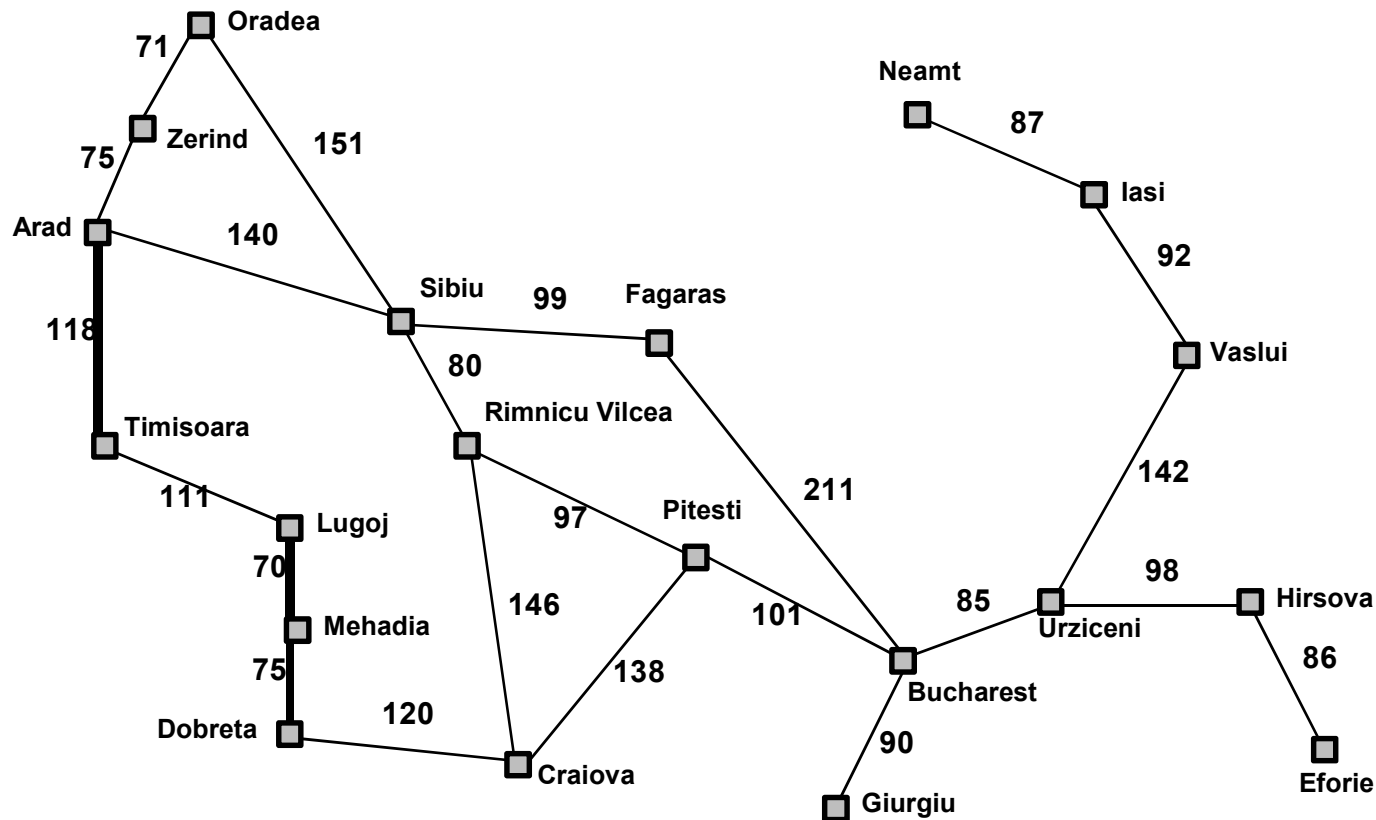 Oradea
71
Neamt
87
Zerind
151
75
Iasi
Arad
140
92
Sibiu
99
Fagaras
118
80
Vaslui
Rimnicu Vilcea
Timisoara
142
211
111
97
Pitesti
Lugoj
70
98
146
101
85
Hirsova
Mehadia
Urziceni
75
138
86
Bucharest
Dobreta
120
90
Craiova
Eforie
Giurgiu